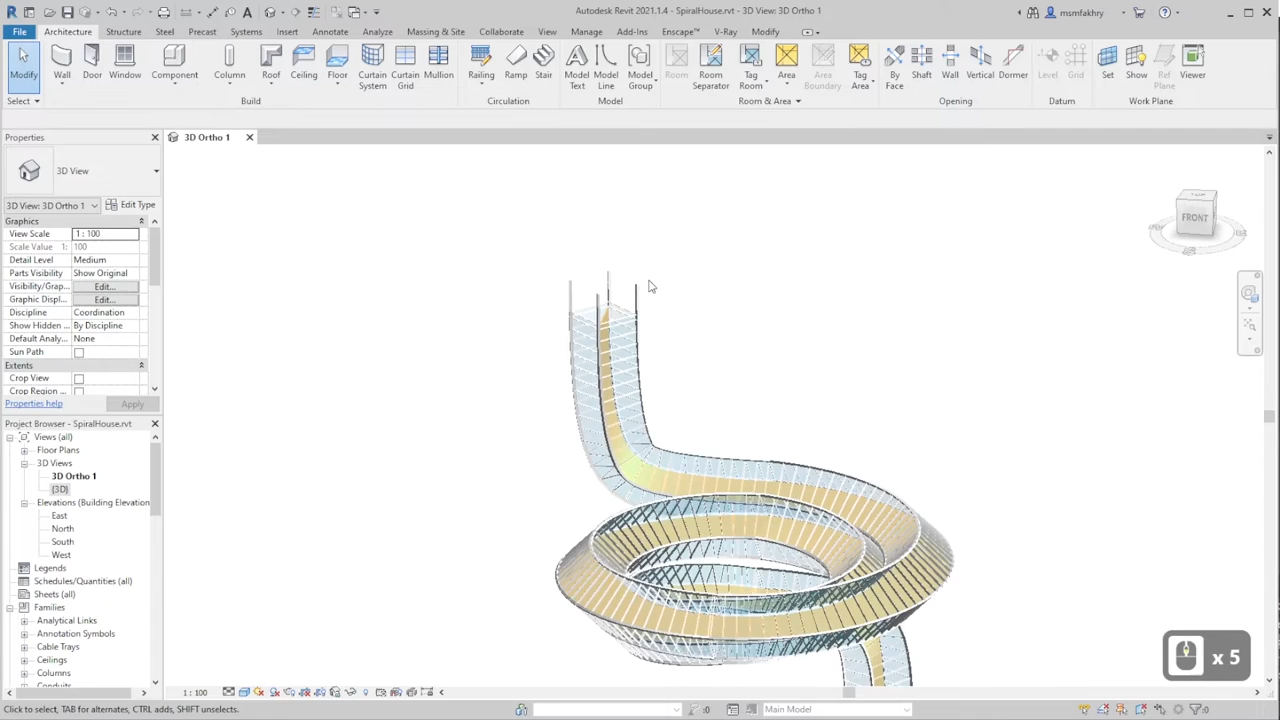 Autodesk Revit 2021.1.4 - SpiralHouse.rvt - 3D View: 3D Ortho 1
msmfakhry
File
Architecture
Structure
Steel
Precast
Systems
Insert
Annotate
Analyze
Massing & Site
Collaborate
View
Manage
Add-Ins
Enscape™
V-Ray
Modify
Modify
Wall
Door
Window
Component
Column
Roof
Ceiling
Floor
Curtain System
Curtain Grid
Mullion
Railing
Ramp
Stair
Model Text
Model Line
Model Group
Room
Room Separator
Tag Room
Area
Area Boundary
Tag Area
By Face
Shaft
Wall
Vertical
Dormer
Level
Grid
Set
Show
Ref Plane
Viewer
Select
Build
Circulation
Model
Room & Area
Opening
Datum
Work Plane
Properties
3D Ortho 1
3D View
3D View: 3D Ortho 1
Edit Type
Graphics
View Scale
1 : 100
Scale Value 1:
100
Detail Level
Medium
Parts Visibility
Show Original
Visibility/Grap...
Edit...
Graphic Displ...
Edit...
Discipline
Coordination
Show Hidden ...
By Discipline
Default Analy...
None
Sun Path
Extents
Crop View
Crop Region ...
Properties help
Apply
Project Browser - SpiralHouse.rvt
Views (all)
Floor Plans
3D Views
3D Ortho 1
{3D}
Elevations (Building Elevation
East
North
South
West
Legends
Schedules/Quantities (all)
Sheets (all)
Families
Analytical Links
Annotation Symbols
Cable Trays
Ceilings
Columns
Conduits
TOP
FRONT
x 5
1 : 100
Click to select, TAB for alternates, CTRL adds, SHIFT unselects.
:0
Main Model
:0